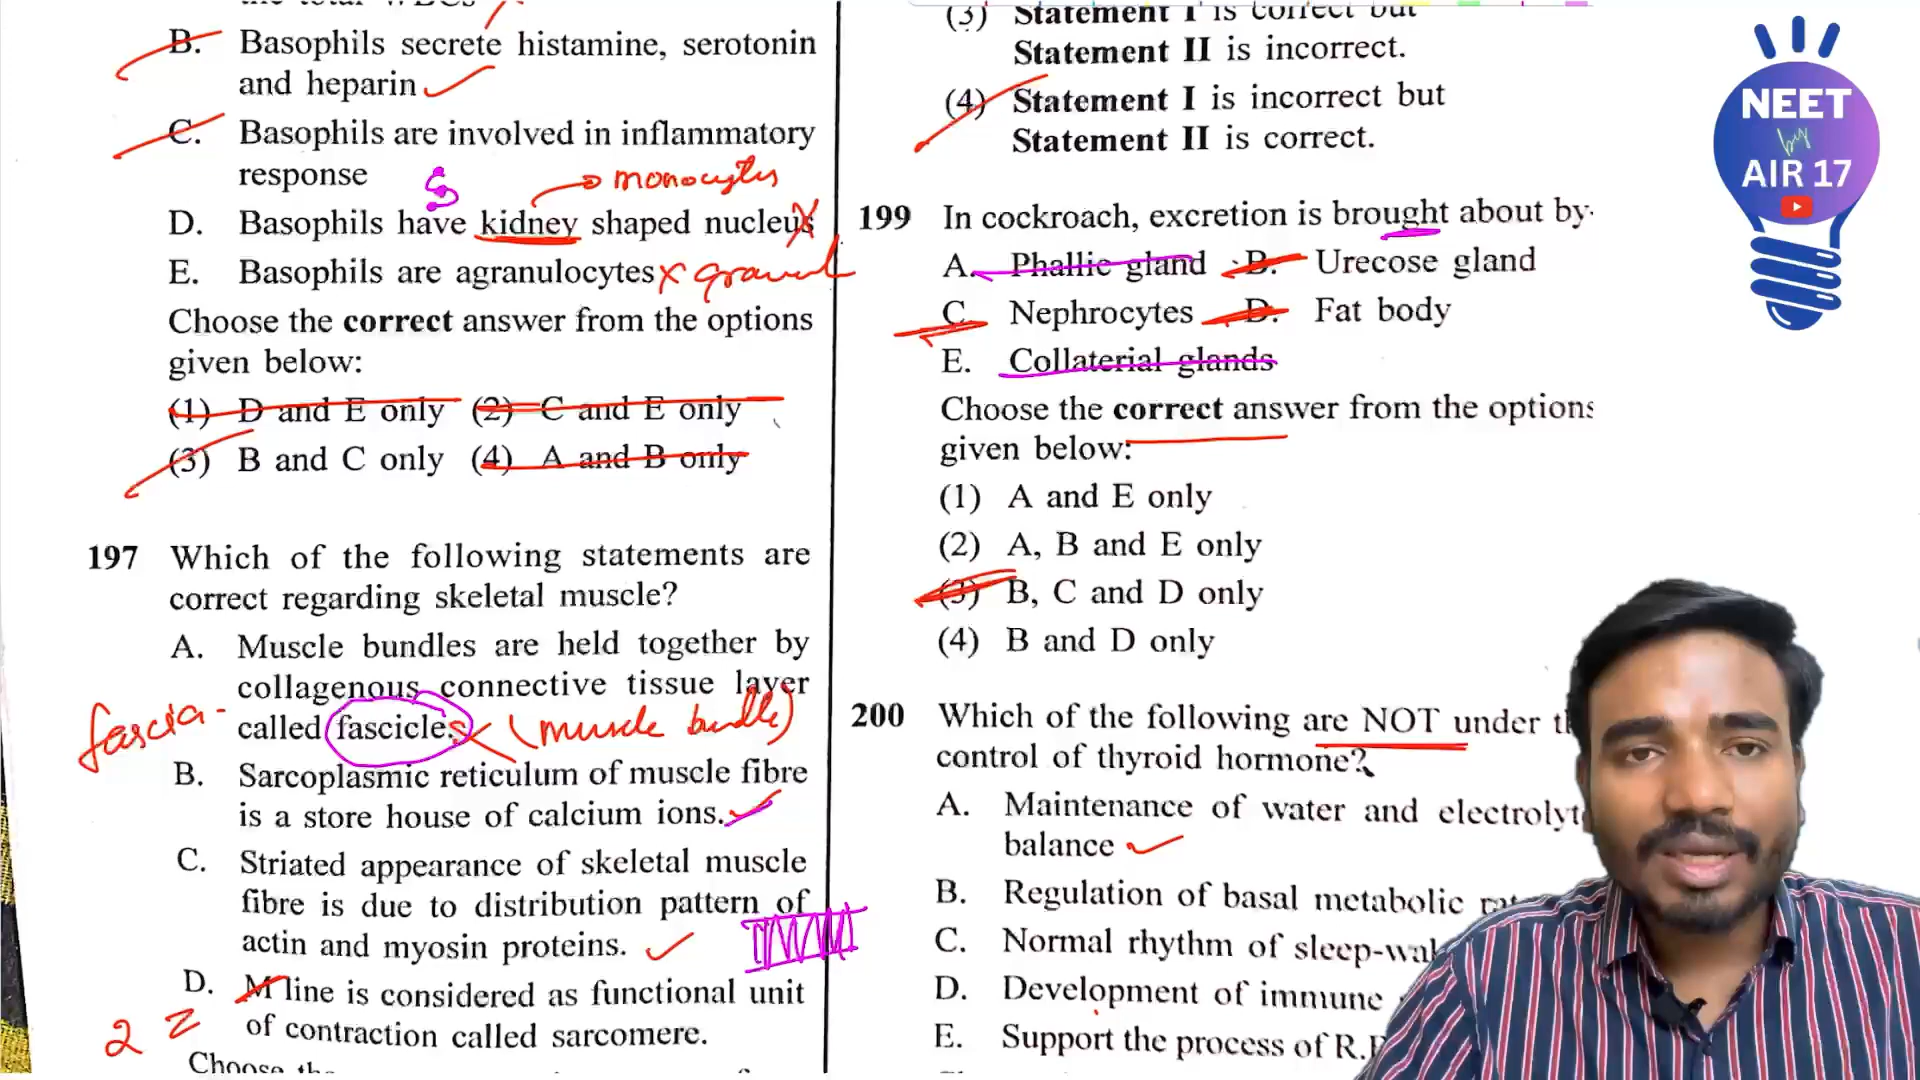 B. Basophils secrete histamine, serotonin
and heparin
C. Basophils are involved in inflammatory
response
monocytes
D. Basophils have kidney shaped nucleus
E. Basophils are agranulocytes x
Choose the correct answer from the options
given below:
(1) D and E only (2) C and E only
(3) B and C only (4) A and B only
197 Which of the following statements are
correct regarding skeletal muscle?
A. Muscle bundles are held together by
collagenous connective tissue layer
called fascicles (muscle bundle)
fascia -
B. Sarcoplasmic reticulum of muscle fibre
is a store house of calcium ions.
C. Striated appearance of skeletal muscle
fibre is due to distribution pattern of
actin and myosin proteins.
D. M line is considered as functional unit
of contraction called sarcomere.
2 Z
Choose the
(3) Statement I is correct but
Statement II is incorrect.
(4) Statement I is incorrect but
Statement II is correct.
199 In cockroach, excretion is brought about by-
A. Phallic gland B. Urecose gland
C. Nephrocytes D. Fat body
E. Collaterial glands
Choose the correct answer from the options
given below:
(1) A and E only
(2) A, B and E only
(3) B, C and D only
(4) B and D only
200 Which of the following are NOT under
control of thyroid hormone?
A. Maintenance of water and
balance
B. Regulation of basal metabolic
C. Normal rhythm of
D. Development of immune
E. Support the process of
NEET
by
AIR 17